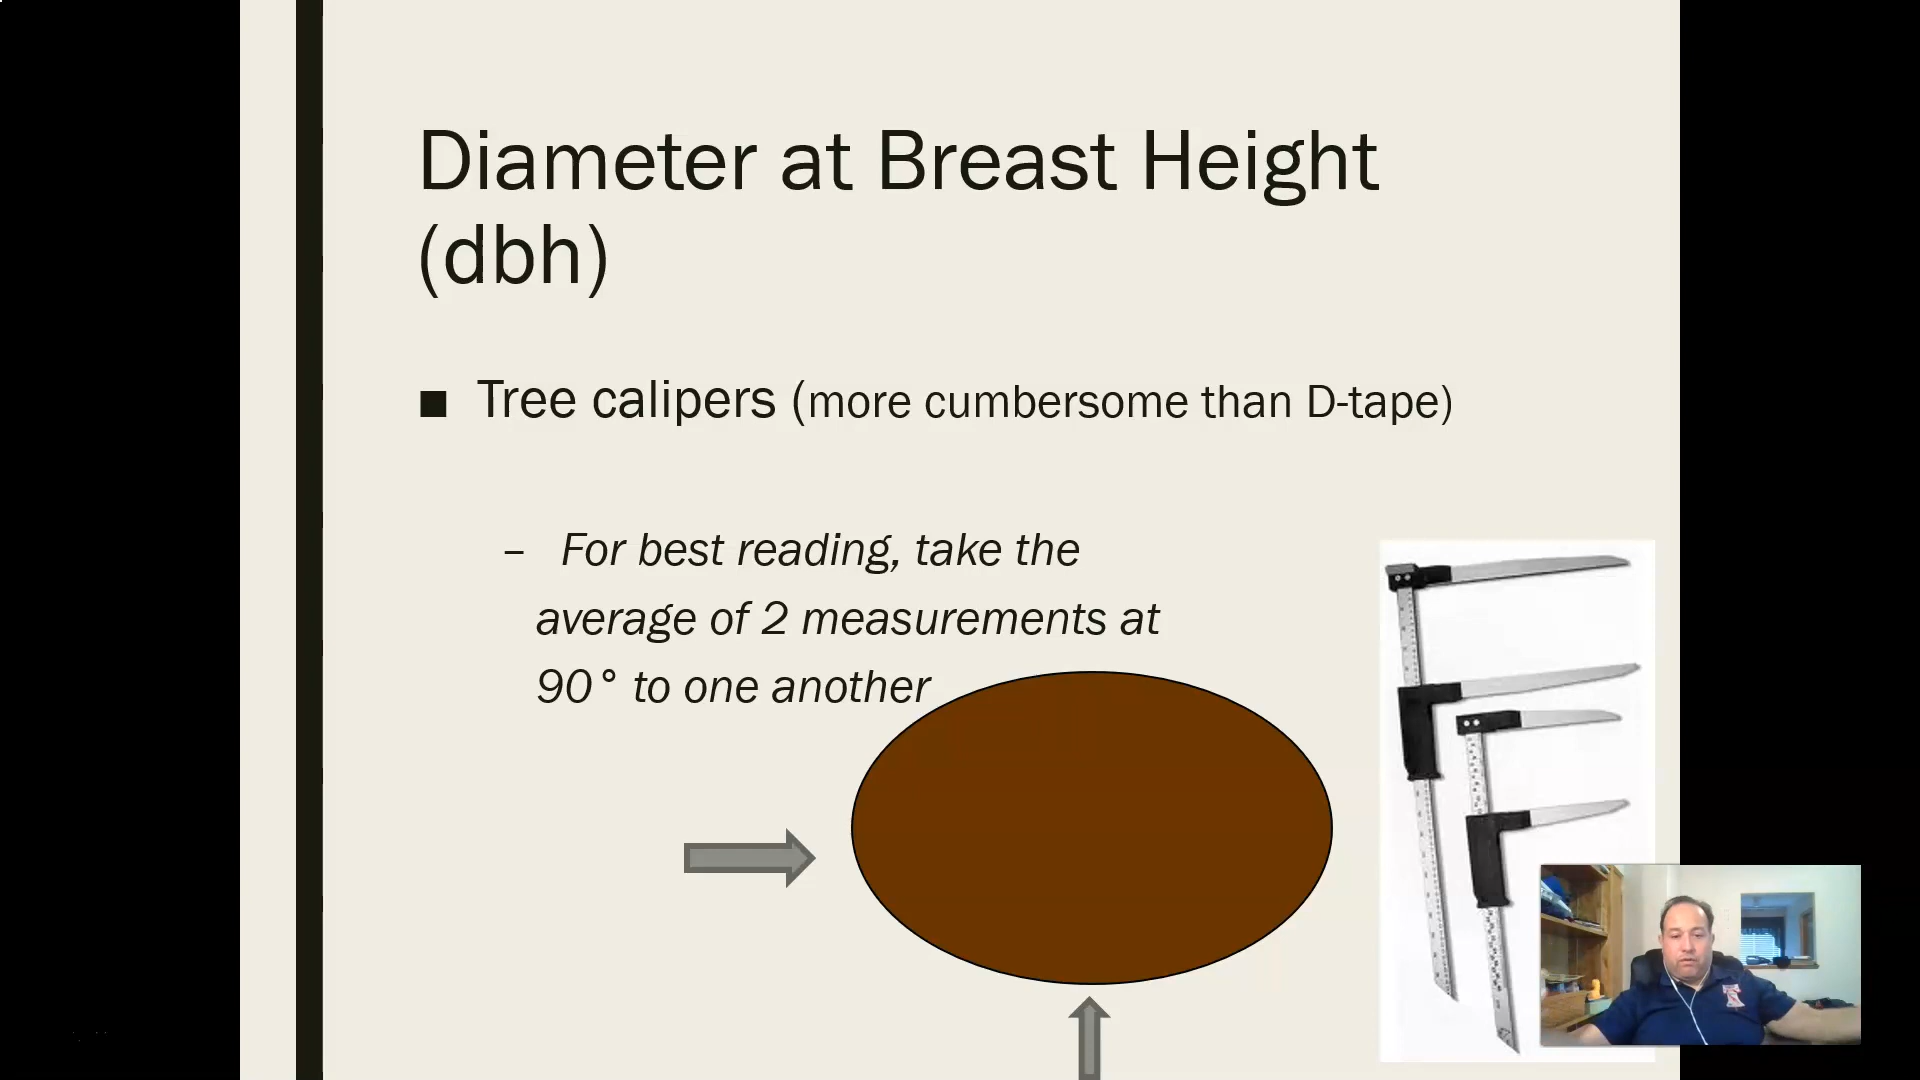 Diameter at Breast Height
(dbh)
■ Tree calipers (more cumbersome than D-tape)
– For best reading, take the
average of 2 measurements at
90° to one another